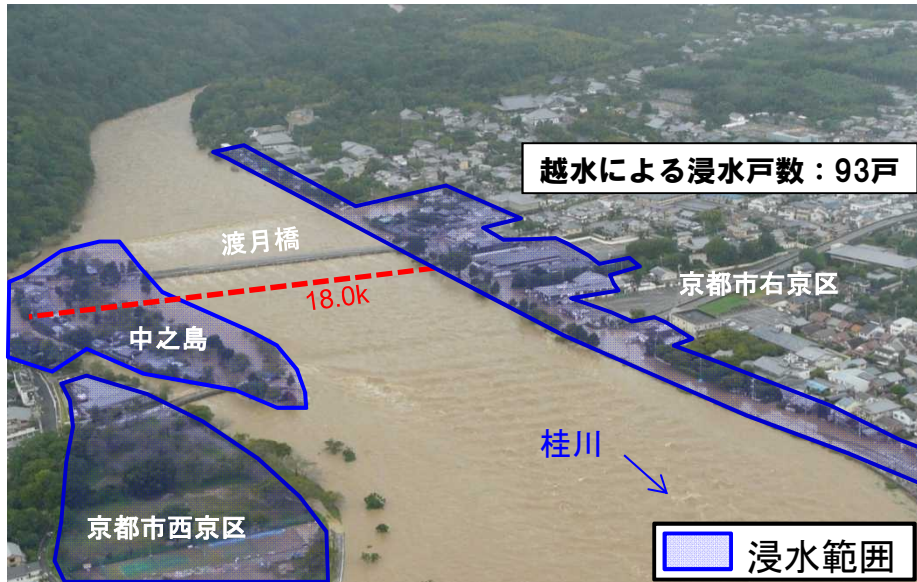 越水による浸水戸数：93戸
渡月橋
京都市右京区
18.0k
中之島
桂川
京都市西京区
浸水範囲